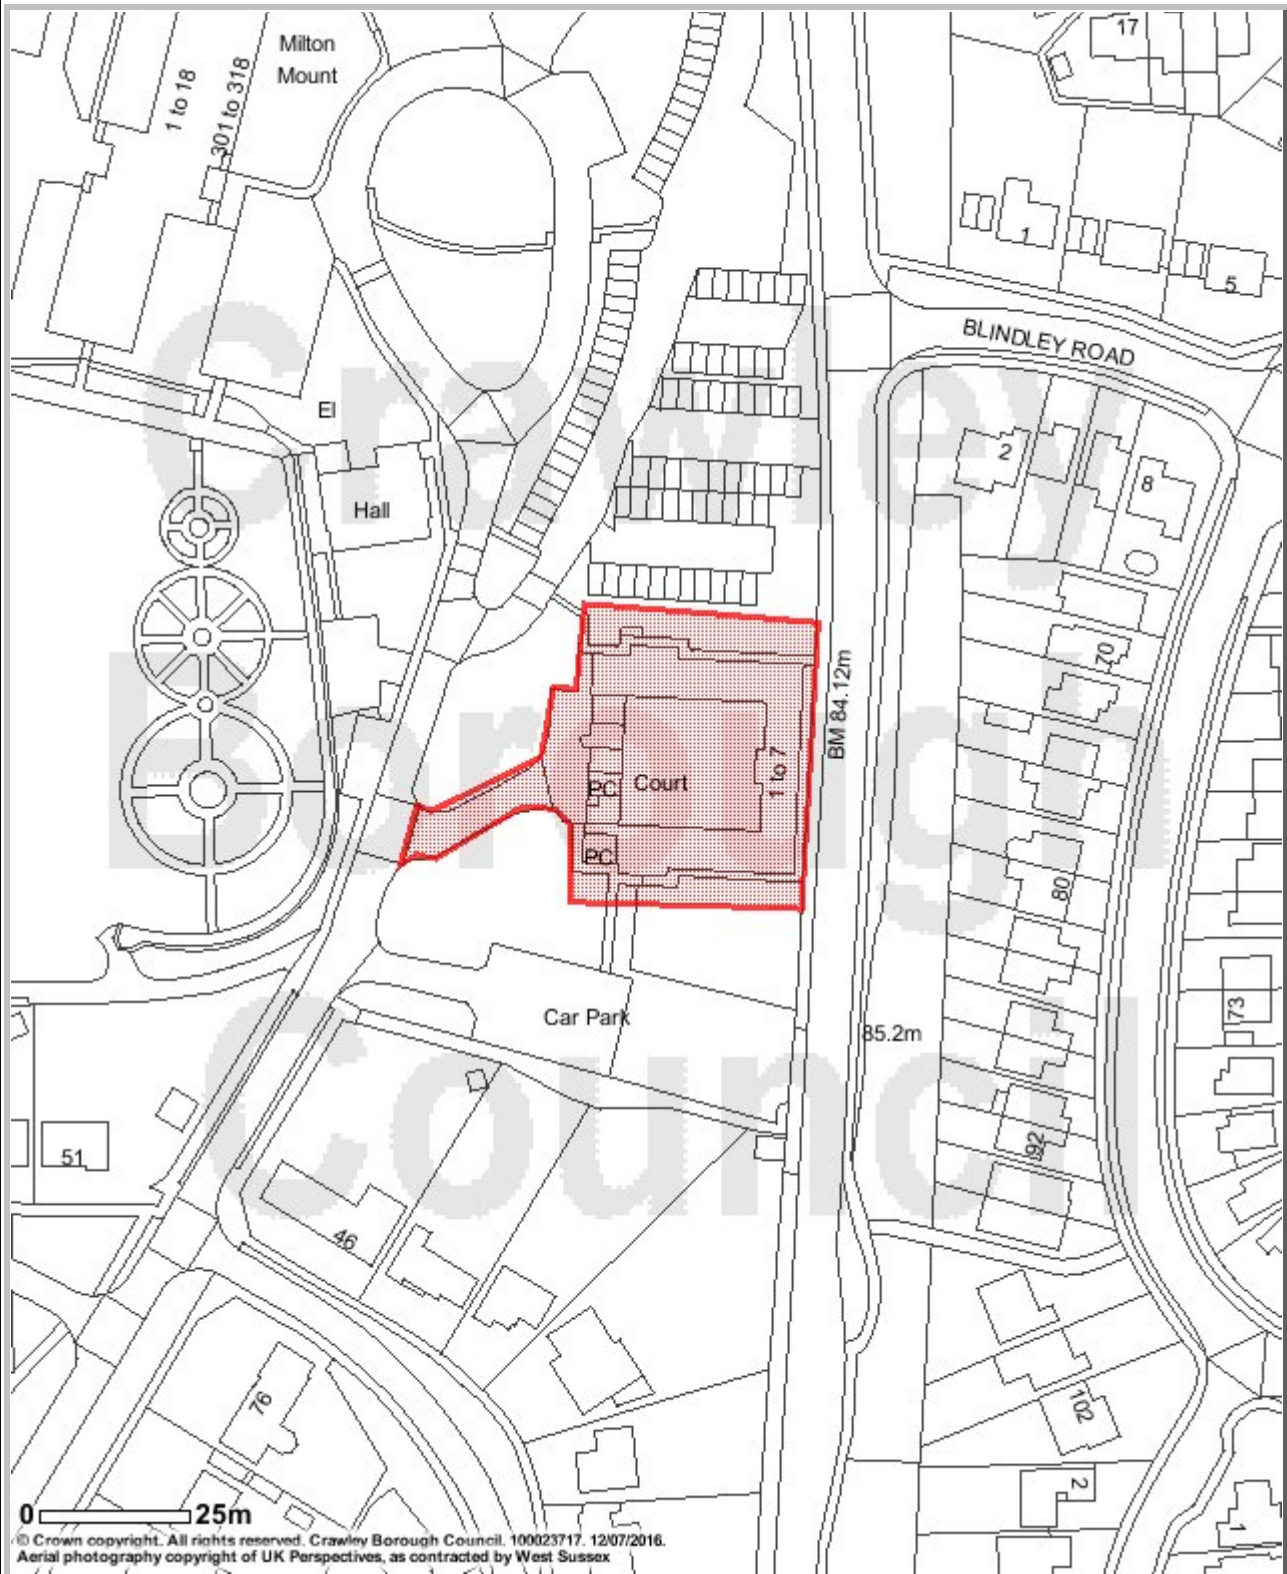 17
Milton
Mount
1 to 18
301 to 318
1
5
BLINDLEY ROAD
El
2
8
Hall
70
BM 84.12m
1 to 7
PC
Court
PC
80
Car Park
85.2m
73
51
92
46
76
102
2
1
0 25m
© Crown copyright. All rights reserved. Crawley Borough Council. 100023717. 12/07/2016.
Aerial photography copyright of UK Perspectives, as contracted by West Sussex
Crawley
Borough
Council